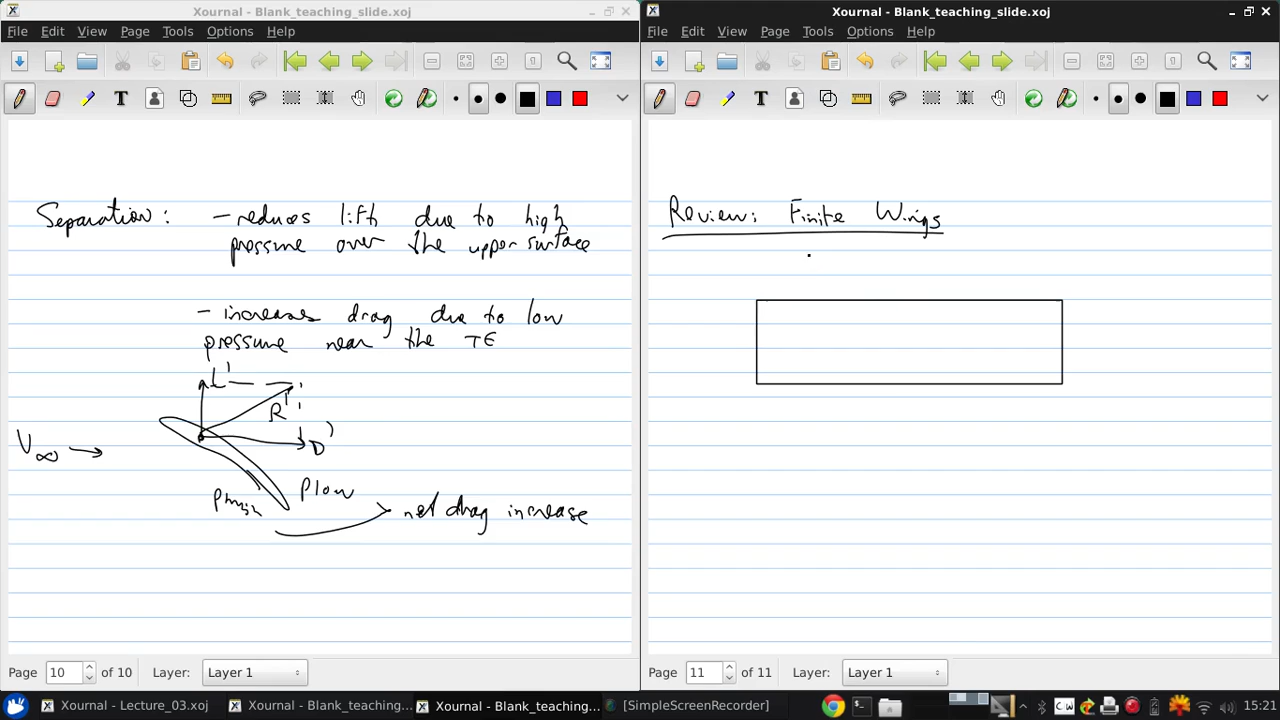 Xournal - Blank_teaching_slide.xoj
File Edit View Page Tools Options Help
Separation: - reduces lift due to high
pressure over the upper surface
- increases drag due to low
pressure near the TE
L'
R'
D'
V∞ →
Phigh
Plow
net drag increase
Page 10 of 10 Layer: Layer 1
Xournal - Blank_teaching_slide.xoj
File Edit View Page Tools Options Help
Review: Finite Wings
Page 11 of 11 Layer: Layer 1
Xournal - Lecture_03.xoj
Xournal - Blank_teaching...
Xournal - Blank_teaching...
[SimpleScreenRecorder]
15:21